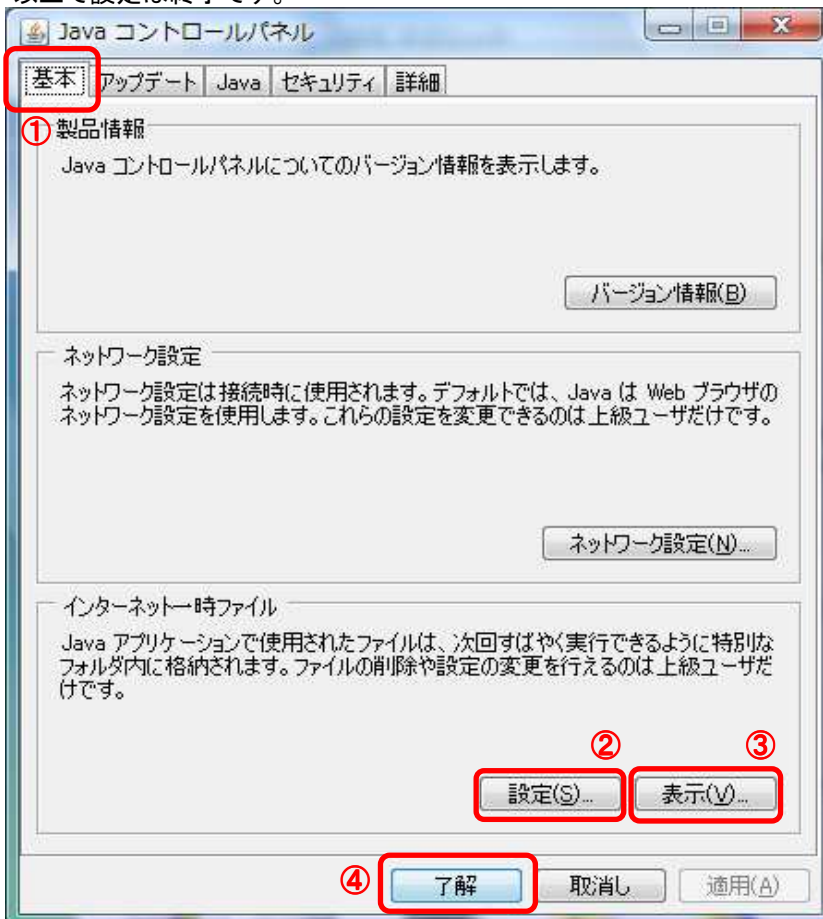 以上で設定は終了です。
Java コントロールパネル
基本 アップデート Java セキュリティ 詳細
①
製品情報
Java コントロールパネルについてのバージョン情報を表示します。
バージョン情報(B)
ネットワーク設定
ネットワーク設定は接続時に使用されます。デフォルトでは、Java は Web ブラウザの
ネットワーク設定を使用します。これらの設定を変更できるのは上級ユーザだけです。
ネットワーク設定(N)...
インターネット一時ファイル
Java アプリケーションで使用されたファイルは、次回すばやく実行できるように特別な
フォルダ内に格納されます。ファイルの削除や設定の変更を行えるのは上級ユーザだ
けです。
② ③
設定(S)... 表示(V)...
④ 了解 取消し 適用(A)